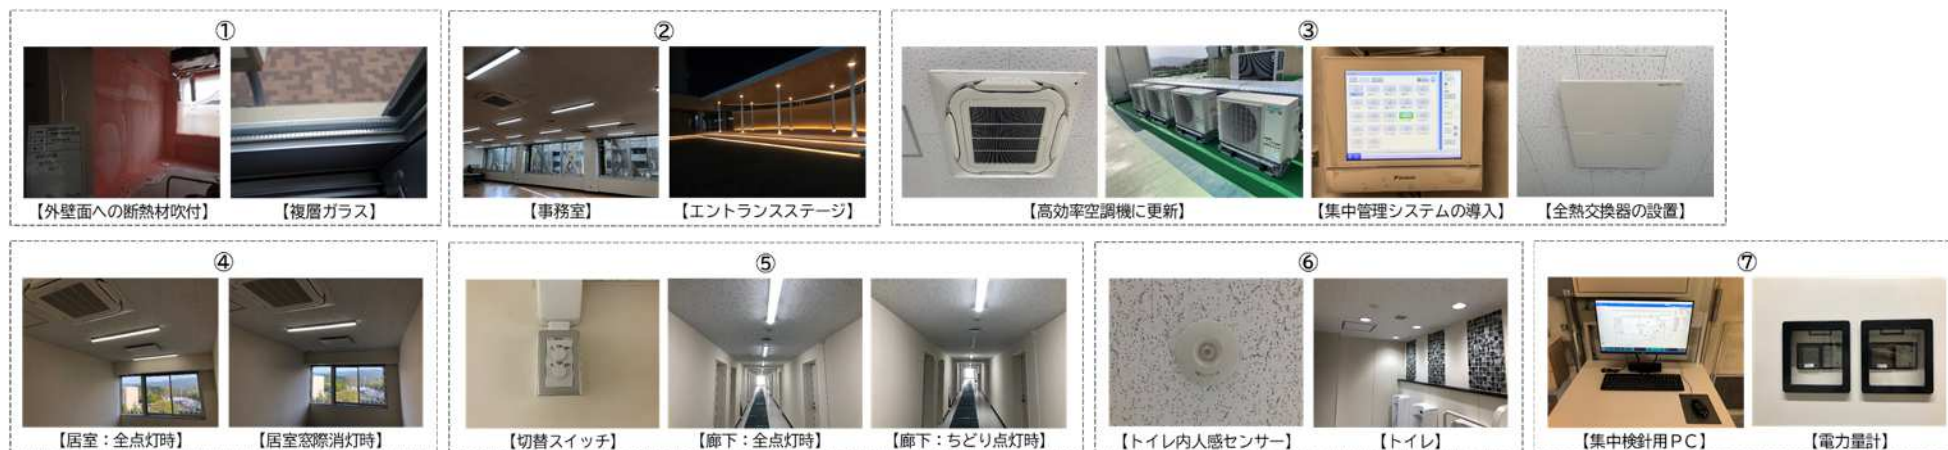 ①
【外壁面への断熱材吹付】
【複層ガラス】
②
【事務室】
【エントランスステージ】
③
【高効率空調機に更新】
【集中管理システムの導入】
【全熱交換器の設置】
④
【居室：全点灯時】
【居室窓際消灯時】
⑤
【切替スイッチ】
【廊下：全点灯時】
【廊下：ちどり点灯時】
⑥
【トイレ内人感センサー】
【トイレ】
⑦
【集中検針用ＰＣ】
【電力量計】